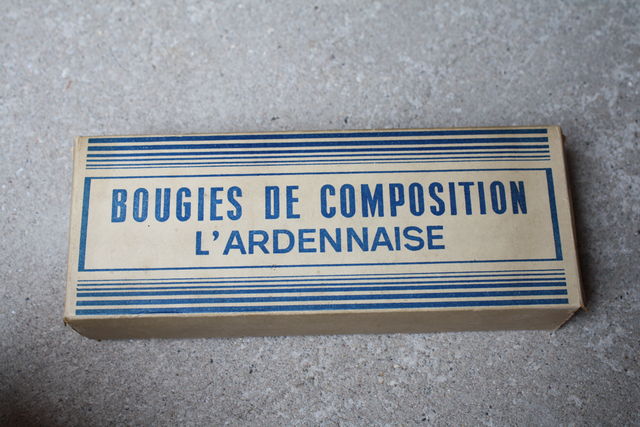 BOUGIES DE COMPOSITION
L'ARDENNAISE